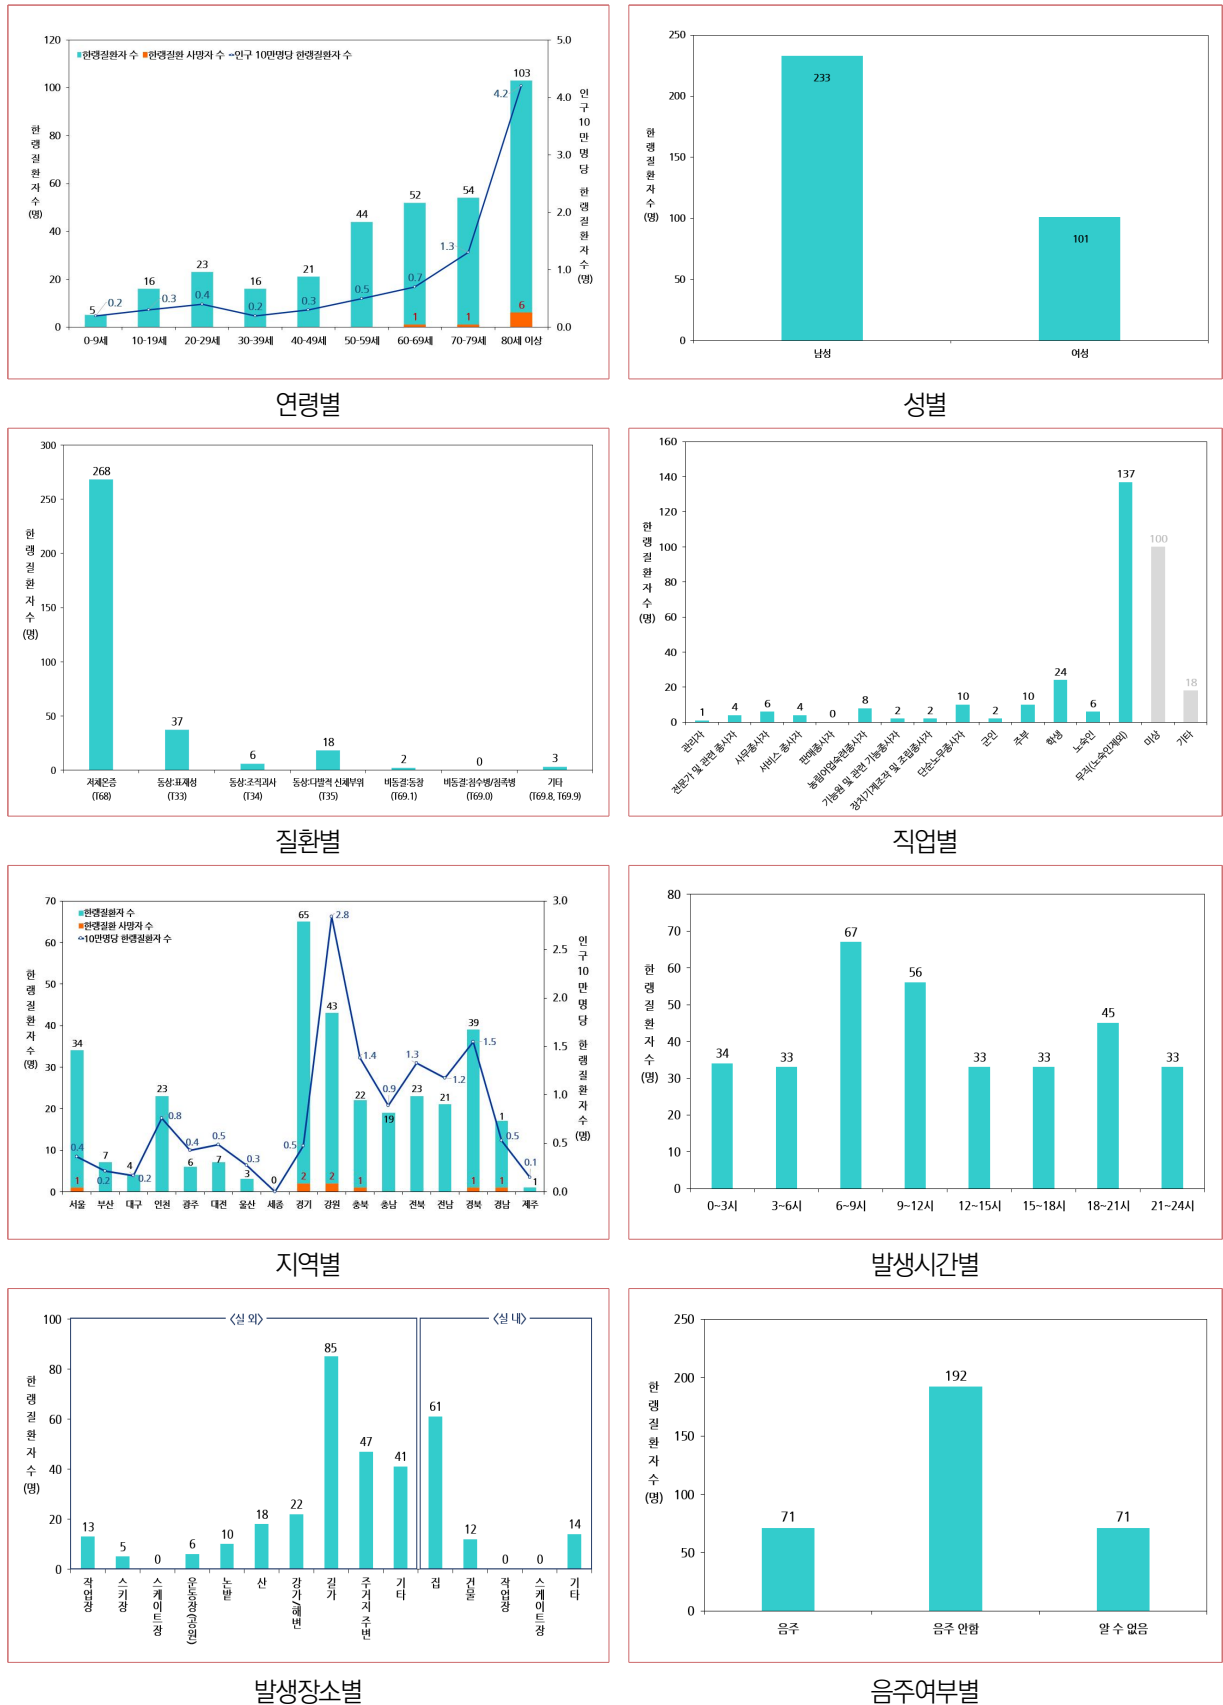 120
100
80
60
40
20
0
5.0
4.0
3.0
2.0
1.0
0.0
한랭질환자 수 한랭질환 사망자 수 인구 10만명당 한랭질환자 수
한랭질환자수(명)
인구10만명당 한랭질환자수(명)
5 16 23 16 21 44 52 54 103
0.2 0.3 0.4 0.2 0.3 0.5 0.7 1.3 4.2
1 1 6
0-9세 10-19세 20-29세 30-39세 40-49세 50-59세 60-69세 70-79세 80세 이상
연령별
250
200
150
100
50
0
한랭질환자수(명)
233
101
남성 여성
성별
300
250
200
150
100
50
0
한랭질환자수(명)
268 37 6 18 2 0 3
저체온증 동상:표재성 동상:조직괴사 동상:다발적 신체부위 비동결:동창 비동결:침수병/침족병 기타
(T68) (T33) (T34) (T35) (T69.1) (T69.0) (T69.8, T69.9)
질환별
160
140
120
100
80
60
40
20
0
한랭질환자수(명)
1 4 6 4 0 8 2 2 10 2 10 24 6 137 100 18
관리자
전문가 및 관련 종사자
사무종사자
서비스 종사자
판매종사자
농림어업숙련종사자
기능원 및 관련 기능종사자
장치기계조작 및 조립종사자
단순노무종사자
군인
주부
학생
노숙인
무직(노숙인제외)
미상
기타
직업별
70
60
50
40
30
20
10
0
3.0
2.5
2.0
1.5
1.0
0.5
0.0
한랭질환자 수
한랭질환 사망자 수
10만명당 한랭질환자 수
한랭질환자수(명)
인구10만명당 한랭질환자수(명)
34 7 4 23 6 7 3 0 65 43 22 19 23 21 39 1 1
0.4 0.2 0.2 0.8 0.4 0.5 0.3 0.5 2.8 1.4 0.9 1.3 1.2 1.5 0.5 0.1
1 2 2 1 1 1
서울 부산 대구 인천 광주 대전 울산 세종 경기 강원 충북 충남 전북 전남 경북 경남 제주
지역별
80
70
60
50
40
30
20
10
0
한랭질환자수(명)
34 33 67 56 33 33 45 33
0~3시 3~6시 6~9시 9~12시 12~15시 15~18시 18~21시 21~24시
발생시간별
100
80
60
40
20
0
한랭질환자수(명)
<실 외> <실 내>
13 5 0 6 10 18 22 85 47 41 61 12 0 0 14
작업장
스키장
스케이트장
운동장(공원)
논밭
산
강가/해변
길가
주거지 주변
기타
집
건물
작업장
스케이트장
기타
발생장소별
250
200
150
100
50
0
한랭질환자수(명)
71 192 71
음주 음주 안함 알 수 없음
음주여부별